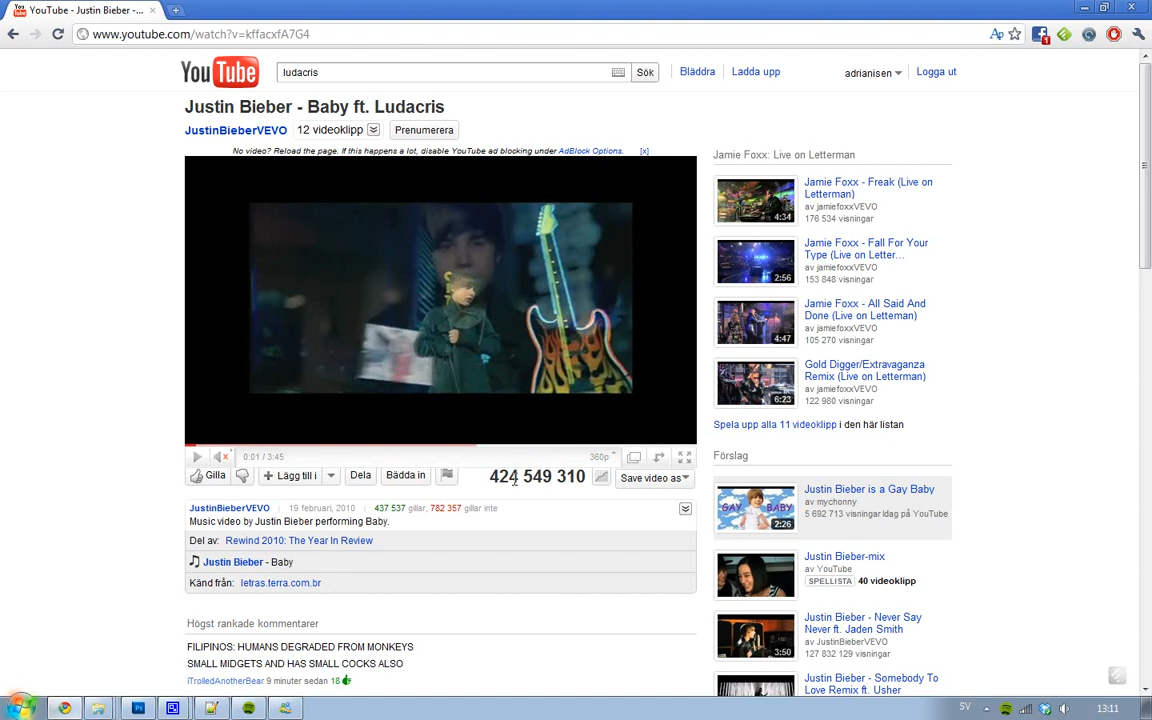 YouTube - Justin Bieber -...
www.youtube.com/watch?v=kffacxfA7G4
1
YouTube
ludacris
Sök
Bläddra
Ladda upp
adrianisen
Logga ut
Justin Bieber - Baby ft. Ludacris
JustinBieberVEVO
12 videoklipp
Prenumerera
No video? Reload the page. If this happens a lot, disable YouTube ad blocking under AdBlock Options. [x]
0:01 / 3:45
360p
Gilla
Lägg till i
Dela
Bädda in
424 549 310
Save video as
JustinBieberVEVO | 19 februari, 2010 | 437 537 gillar, 782 357 gillar inte
Music video by Justin Bieber performing Baby.
Del av: Rewind 2010: The Year In Review
Justin Bieber - Baby
Känd från: letras.terra.com.br
Högst rankade kommentarer
FILIPINOS: HUMANS DEGRADED FROM MONKEYS
SMALL MIDGETS AND HAS SMALL COCKS ALSO
iTrolledAnotherBear 9 minuter sedan 18
Jamie Foxx: Live on Letterman
Jamie Foxx - Freak (Live on
Letterman)
av jamiefoxxVEVO
176 534 visningar
4:34
Jamie Foxx - Fall For Your
Type (Live on Letter...
av jamiefoxxVEVO
153 848 visningar
2:56
Jamie Foxx - All Said And
Done (Live on Letterman)
av jamiefoxxVEVO
105 270 visningar
4:47
Gold Digger/Extravaganza
Remix (Live on Letterman)
av jamiefoxxVEVO
122 980 visningar
6:23
Spela upp alla 11 videoklipp i den här listan
Förslag
Justin Bieber is a Gay Baby
av mychonny
5 692 713 visningar Idag på YouTube
GAY BABY
2:26
Justin Bieber-mix
av YouTube
SPELLISTA 40 videoklipp
Justin Bieber - Never Say
Never ft. Jaden Smith
av JustinBieberVEVO
127 832 129 visningar
3:50
Justin Bieber - Somebody To
Love Remix ft. Usher
SV
13:11